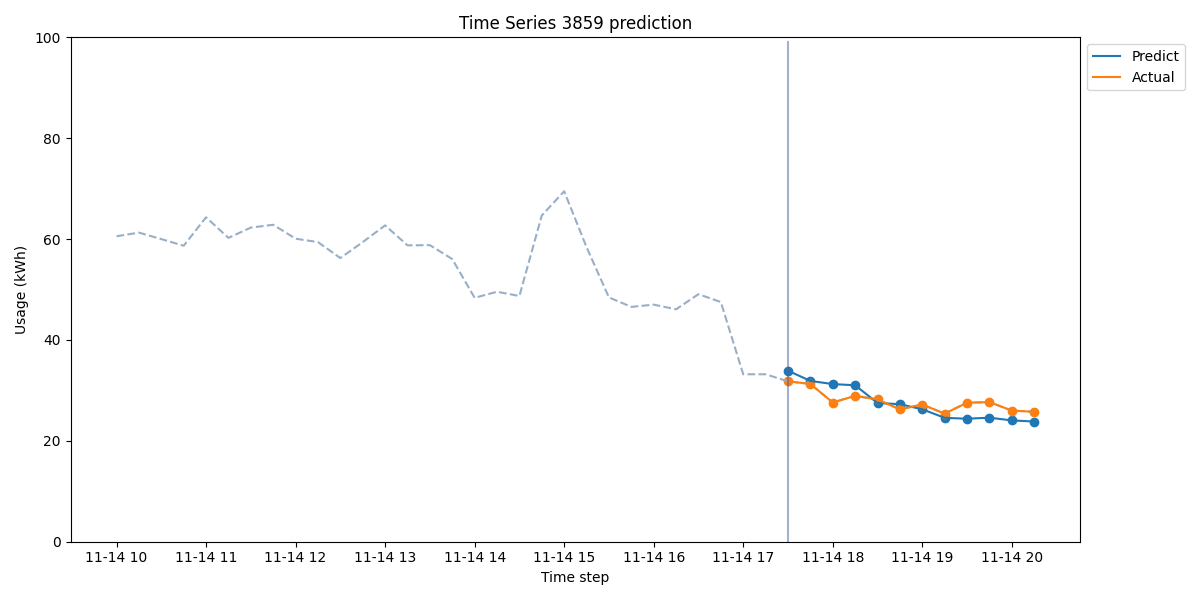 Time Series 3859 prediction
Predict
Actual
Usage (kWh)
100
80
60
40
20
0
11-14 10 11-14 11 11-14 12 11-14 13 11-14 14 11-14 15 11-14 16 11-14 17 11-14 18 11-14 19 11-14 20
Time step